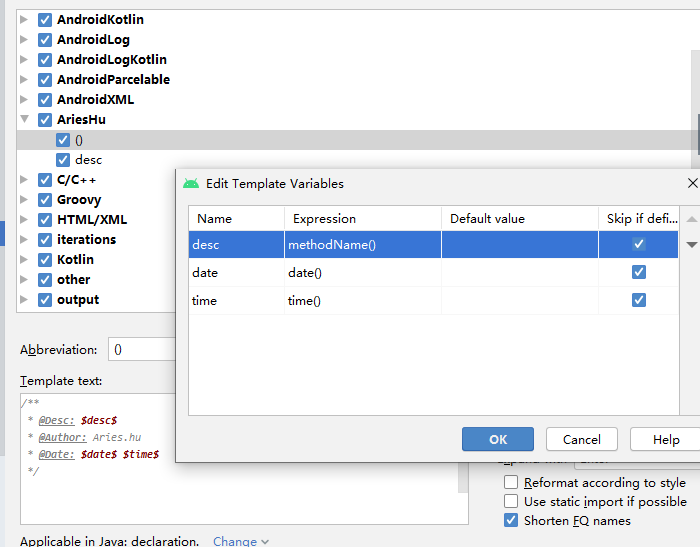 AndroidKotlin
AndroidLog
AndroidLogKotlin
AndroidParcelable
AndroidXML
AriesHu
()
desc
C/C++
Groovy
HTML/XML
iterations
Kotlin
other
output
Edit Template Variables
Name Expression Default value Skip if defi...
desc methodName()
date date()
time time()
OK Cancel Help
Abbreviation: ()
Template text:
/**
* @Desc: $desc$
* @Author: Aries.hu
* @Date: $date$ $time$
*/
Reformat according to style
Use static import if possible
Shorten FQ names
Applicable in Java: declaration. Change